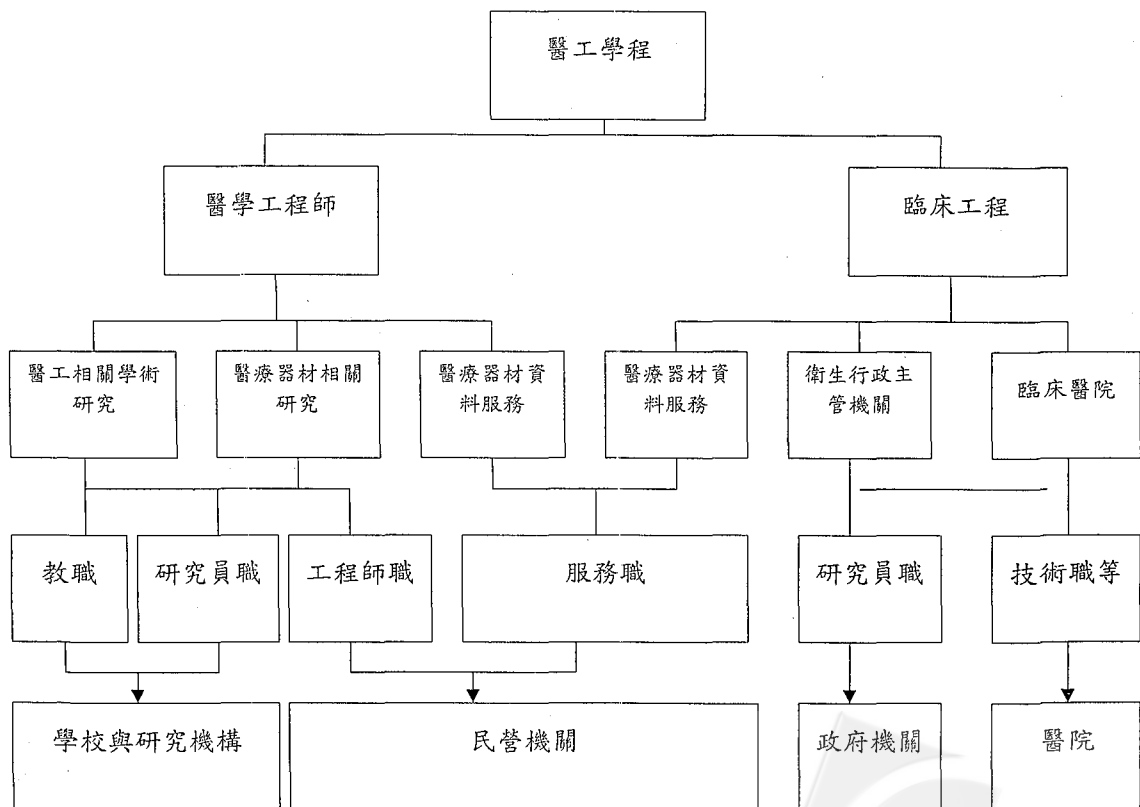 醫工學程
醫學工程師
臨床工程
醫工相關學術
研究
醫療器材相關
研究
醫療器材資
料服務
醫療器材資
料服務
衛生行政主
管機關
臨床醫院
教職
研究員職
工程師職
服務職
研究員職
技術職等
學校與研究機構
民營機關
政府機關
醫院